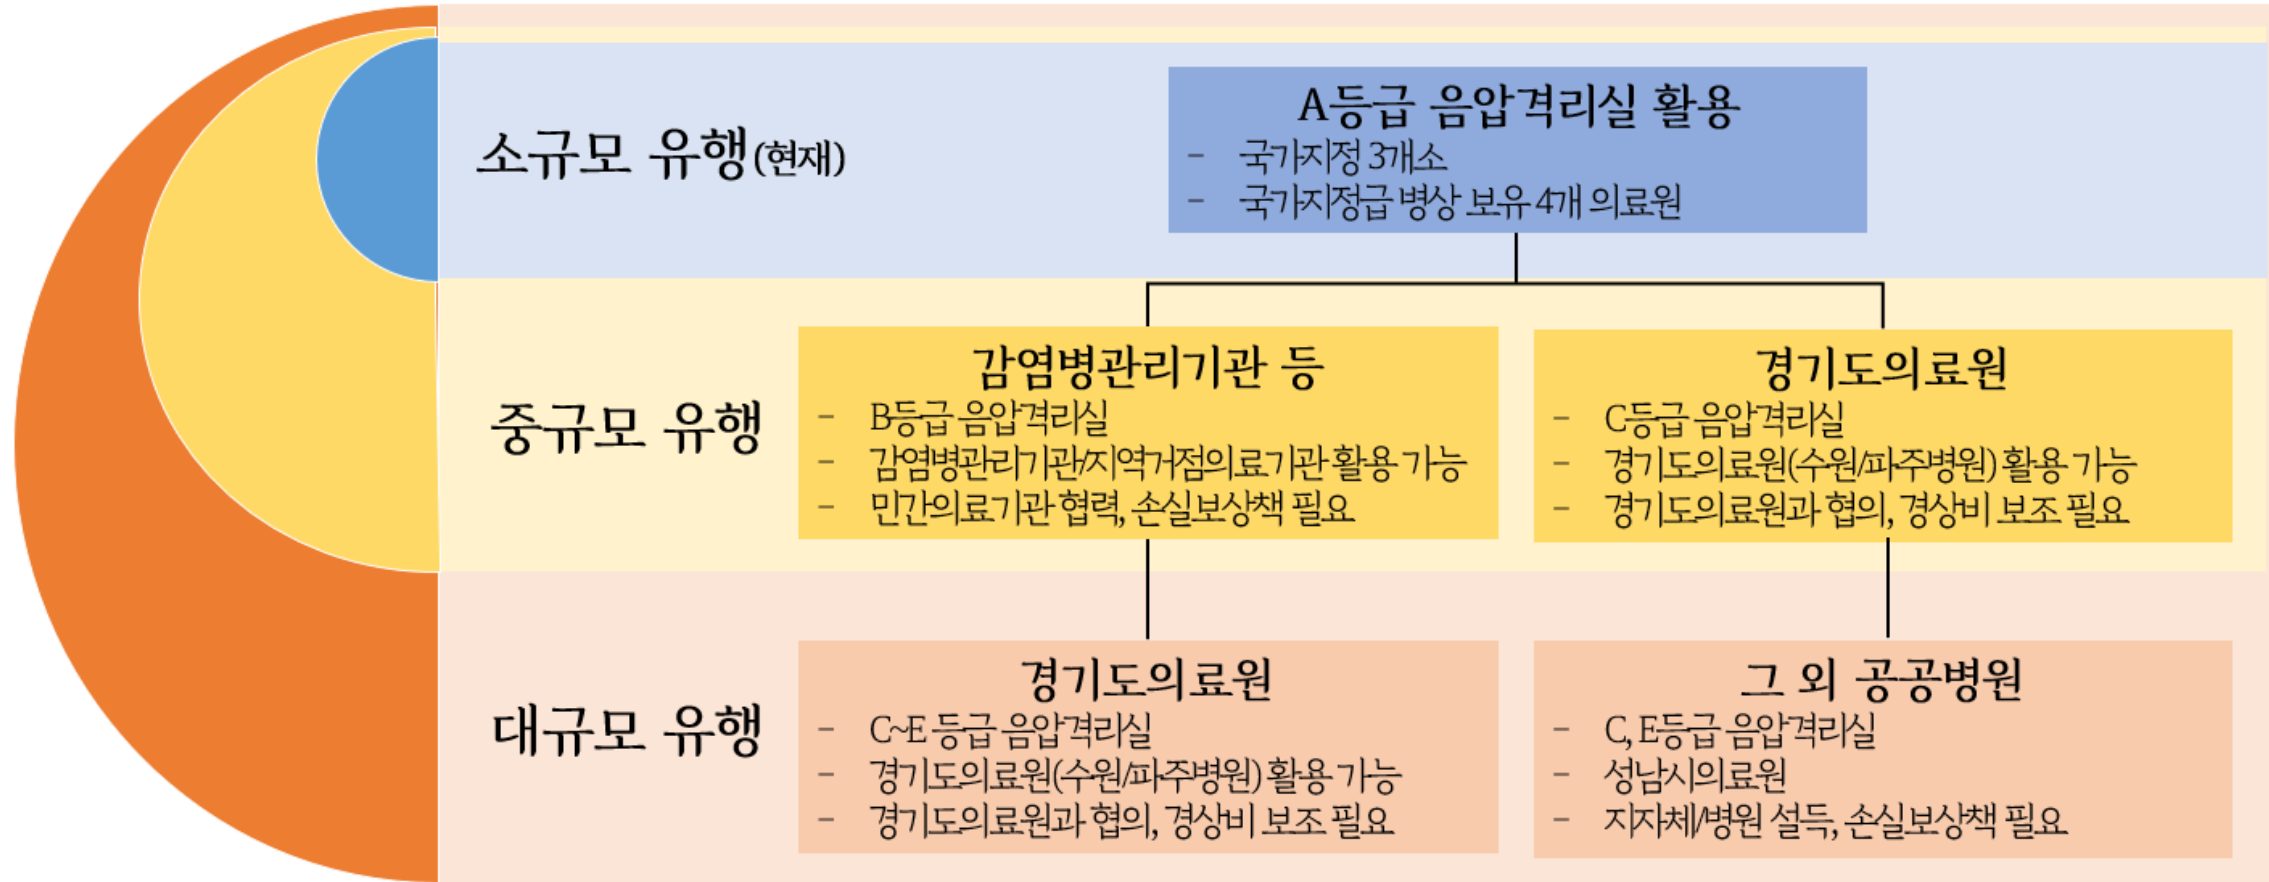 소규모 유행(현재)
A등급 음압격리실 활용
- 국가지정 3개소
- 국가지정급 병상 보유 4개 의료원
중규모 유행
감염병관리기관 등
- B등급 음압격리실
- 감염병관리기관/지역거점의료기관 활용 가능
- 민간의료기관 협력, 손실보상책 필요
경기도의료원
- C등급 음압격리실
- 경기도의료원(수원/파주병원) 활용 가능
- 경기도의료원과 협의, 경상비 보조 필요
대규모 유행
경기도의료원
- C~E 등급 음압격리실
- 경기도의료원(수원/파주병원) 활용 가능
- 경기도의료원과 협의, 경상비 보조 필요
그 외 공공병원
- C, E등급 음압격리실
- 성남시의료원
- 지자체/병원 설득, 손실보상책 필요